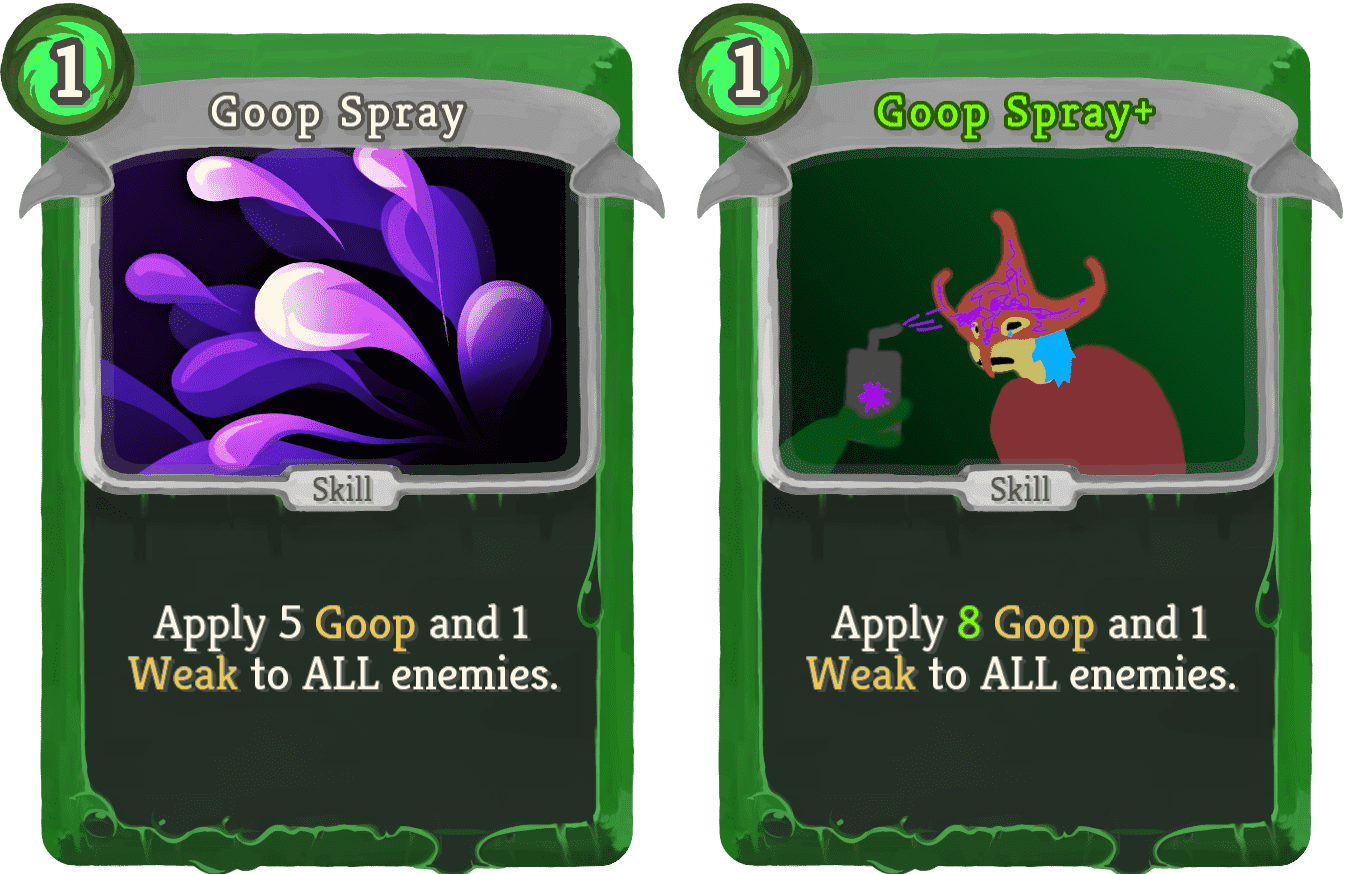 1
Goop Spray
Skill
Apply 5 Goop and 1
Weak to ALL enemies.
1
Goop Spray+
Skill
Apply 8 Goop and 1
Weak to ALL enemies.